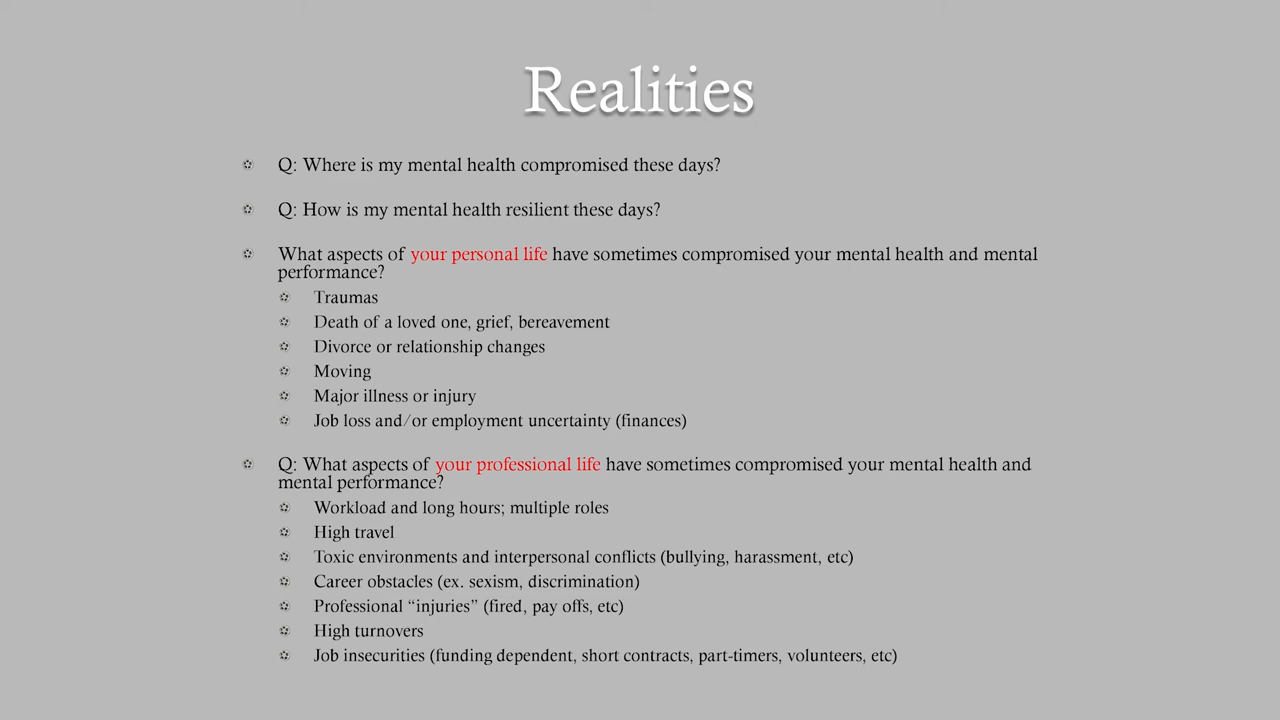 Realities
Q: Where is my mental health compromised these days?
Q: How is my mental health resilient these days?
What aspects of your personal life have sometimes compromised your mental health and mental
performance?
Traumas
Death of a loved one, grief, bereavement
Divorce or relationship changes
Moving
Major illness or injury
Job loss and/or employment uncertainty (finances)
Q: What aspects of your professional life have sometimes compromised your mental health and
mental performance?
Workload and long hours; multiple roles
High travel
Toxic environments and interpersonal conflicts (bullying, harassment, etc)
Career obstacles (ex. sexism, discrimination)
Professional “injuries” (fired, pay offs, etc)
High turnovers
Job insecurities (funding dependent, short contracts, part-timers, volunteers, etc)